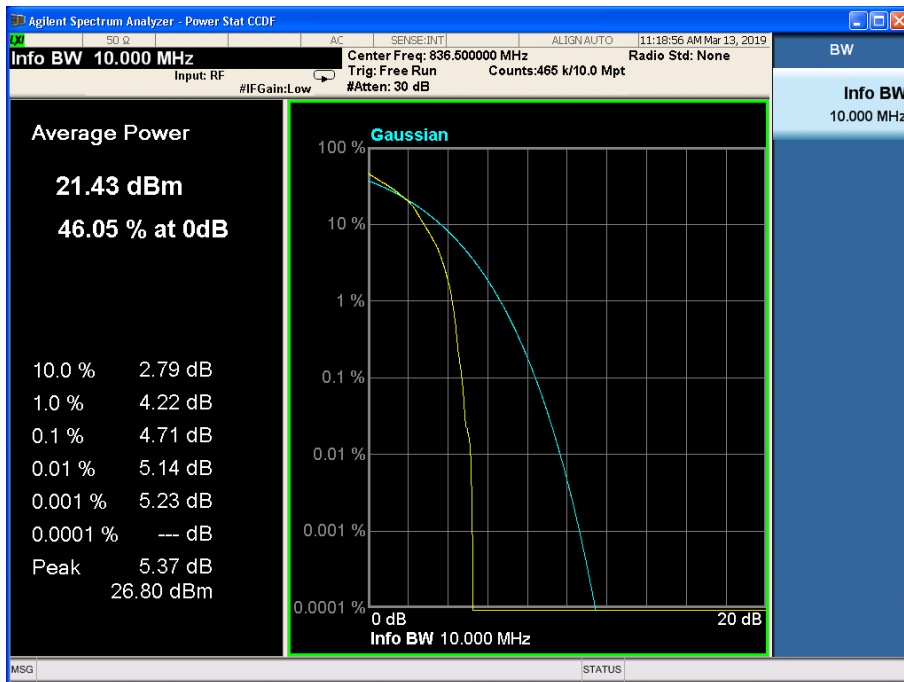 Agilent Spectrum Analyzer - Power Stat CCDF
LXI 50 Ω AC SENSE:INT ALIGN AUTO 11:18:56 AM Mar 13, 2019
Info BW 10.000 MHz
Center Freq: 836.500000 MHz Radio Std: None
Input: RF Trig: Free Run Counts:465 k/10.0 Mpt
#IFGain:Low #Atten: 30 dB
BW
Info BW
10.000 MHz
Average Power
21.43 dBm
46.05 % at 0dB
10.0 % 2.79 dB
1.0 % 4.22 dB
0.1 % 4.71 dB
0.01 % 5.14 dB
0.001 % 5.23 dB
0.0001 % --- dB
Peak 5.37 dB
26.80 dBm
Gaussian
100 %
10 %
1 %
0.1 %
0.01 %
0.001 %
0.0001 %
0 dB 20 dB
Info BW 10.000 MHz
MSG STATUS